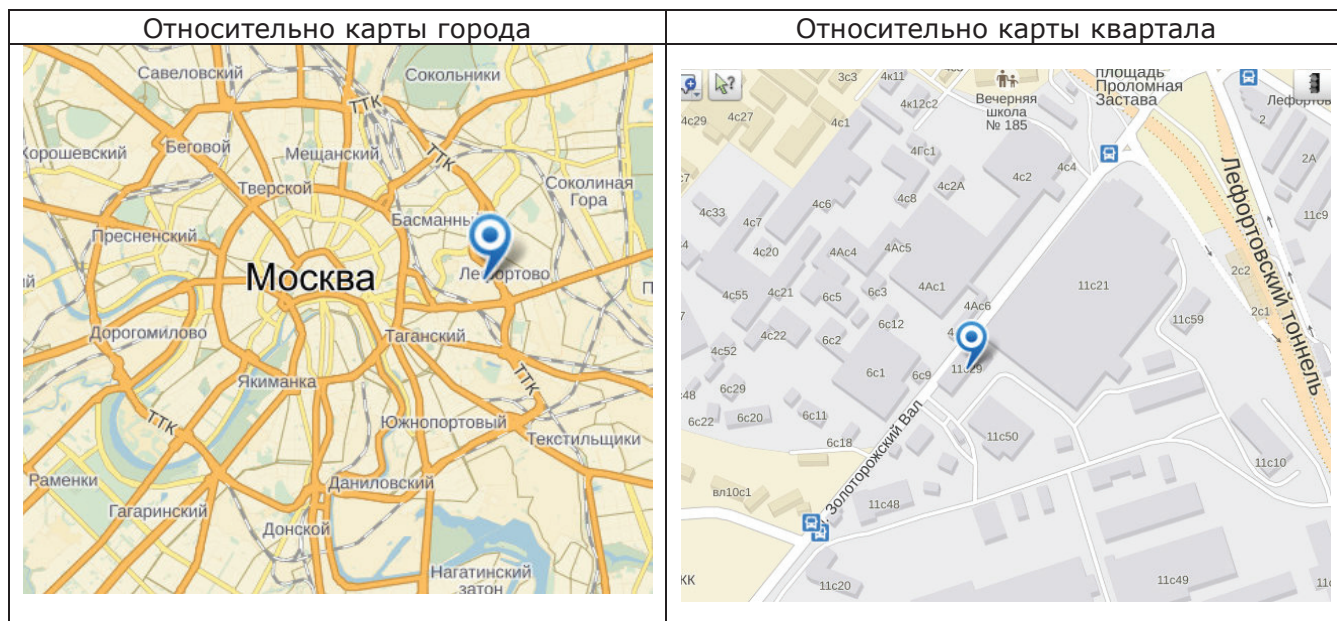 Относительно карты города
Относительно карты квартала
Савеловский
Сокольники
ТТК
Хорошевский
Беговой
Мещанский
ТТК
Соколиная
Гора
Тверской
Басманный
Пресненский
Москва
Лефортово
Дорогомилово
Таганский
Якиманка
ТТК
ТТК
Южнопортовый
Текстильщики
Раменки
Даниловский
Гагаринский
Донской
Нагатинский
затон
3с3
4к11
площадь
Проломная
Застава
Вечерняя
школа
№ 185
4с29
4с27
4к12с2
4с1
2
2А
4Гс1
4с4
4с2
4с2А
4с8
4с33
4с6
4с7
11с9
4с20
4Ас4
4Ас5
2с2
4с55
4с21
6с5
6с3
4Ас1
11с21
4Ас6
2с1
11с59
4с22
6с12
6с2
4с52
6с1
6с9
11с29
6с29
6с22
6с20
6с11
6с18
11с50
Золоторожский Вал
Лефортовский тоннель
11с10
вл10с1
11с48
11с20
11с49